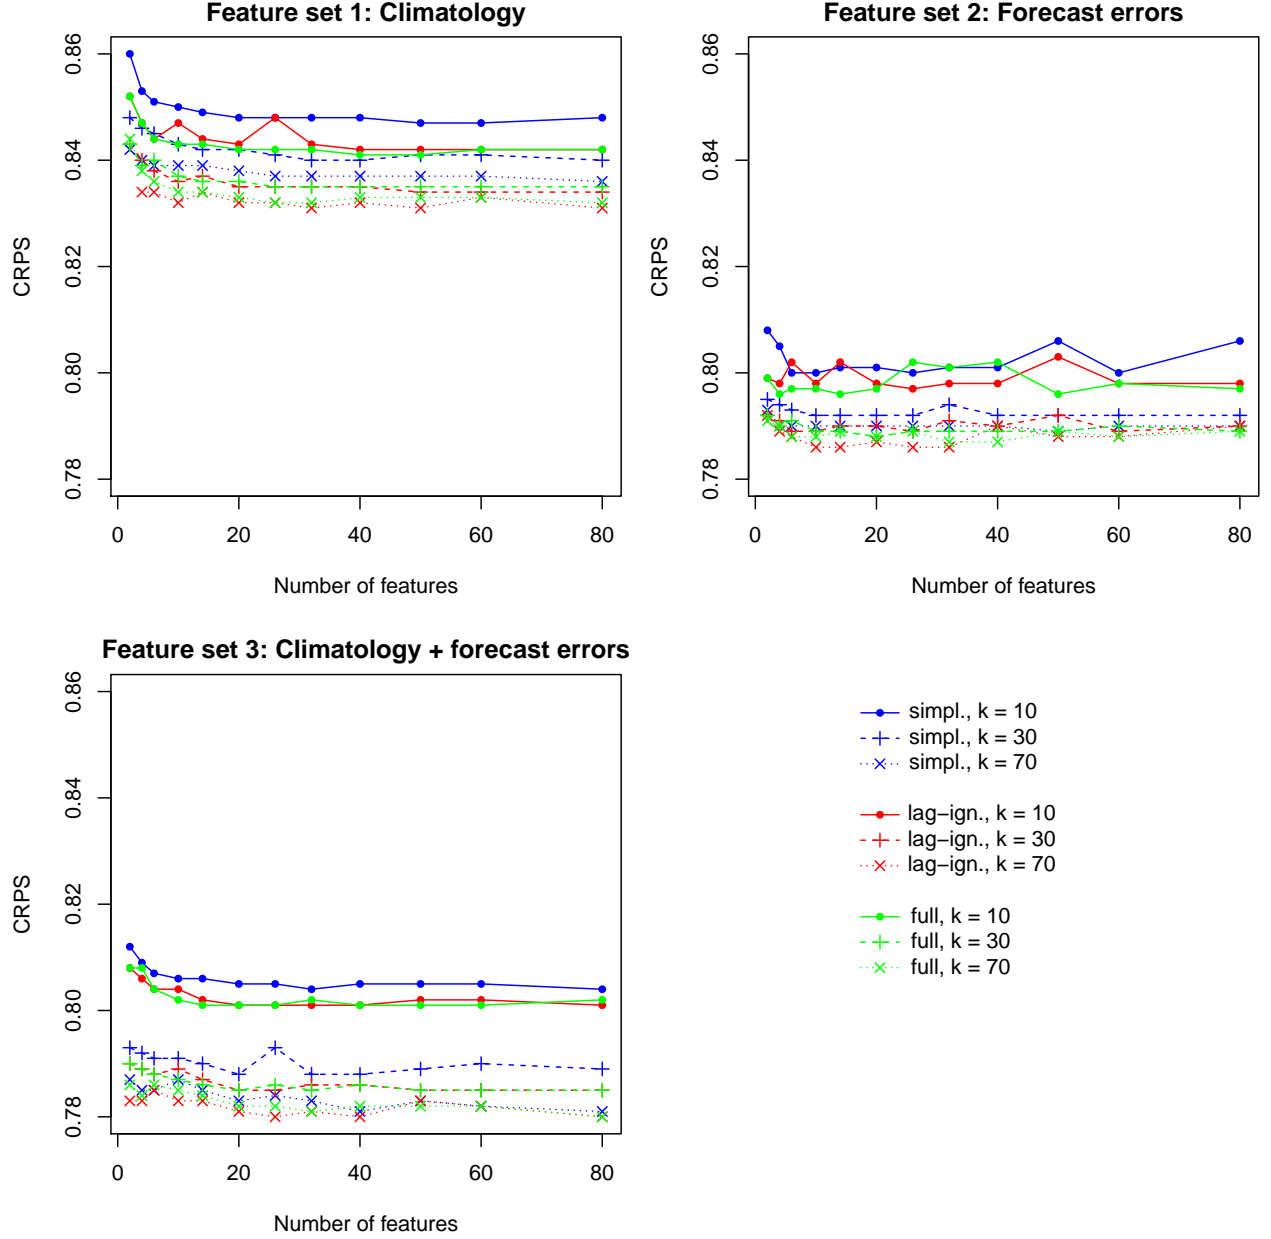 Feature set 1: Climatology
CRPS
0.78 0.80 0.82 0.84 0.86
0 20 40 60 80
Number of features
Feature set 2: Forecast errors
CRPS
0.78 0.80 0.82 0.84 0.86
0 20 40 60 80
Number of features
Feature set 3: Climatology + forecast errors
CRPS
0.78 0.80 0.82 0.84 0.86
0 20 40 60 80
Number of features
simpl., k = 10
simpl., k = 30
simpl., k = 70
lag−ign., k = 10
lag−ign., k = 30
lag−ign., k = 70
full, k = 10
full, k = 30
full, k = 70